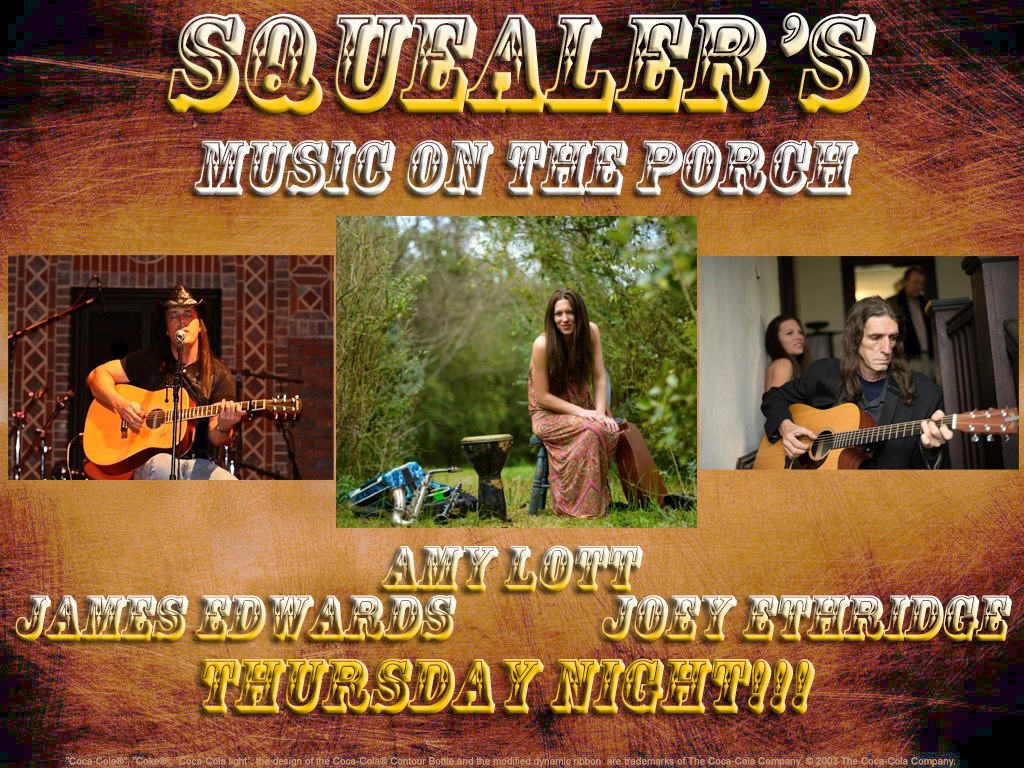 SQUEALER'S
MUSIC ON THE PORCH
AMY LOTT
JAMES EDWARDS
JOEY ETHRIDGE
THURSDAY NIGHT!!!
"Coca-Cola®", "Coke®", "Coca-Cola light", the design of the Coca-Cola® Contour Bottle and the modified dynamic ribbon are trademarks of The Coca-Cola Company, © 2003 The Coca-Cola Company,